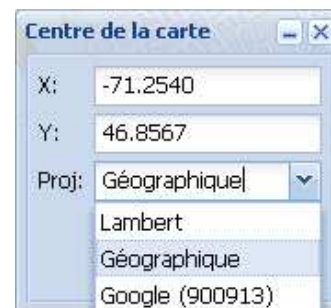 Centre de la carte
X: -71.2540
Y: 46.8567
Proj: Géographique
Lambert
Géographique
Google (900913)